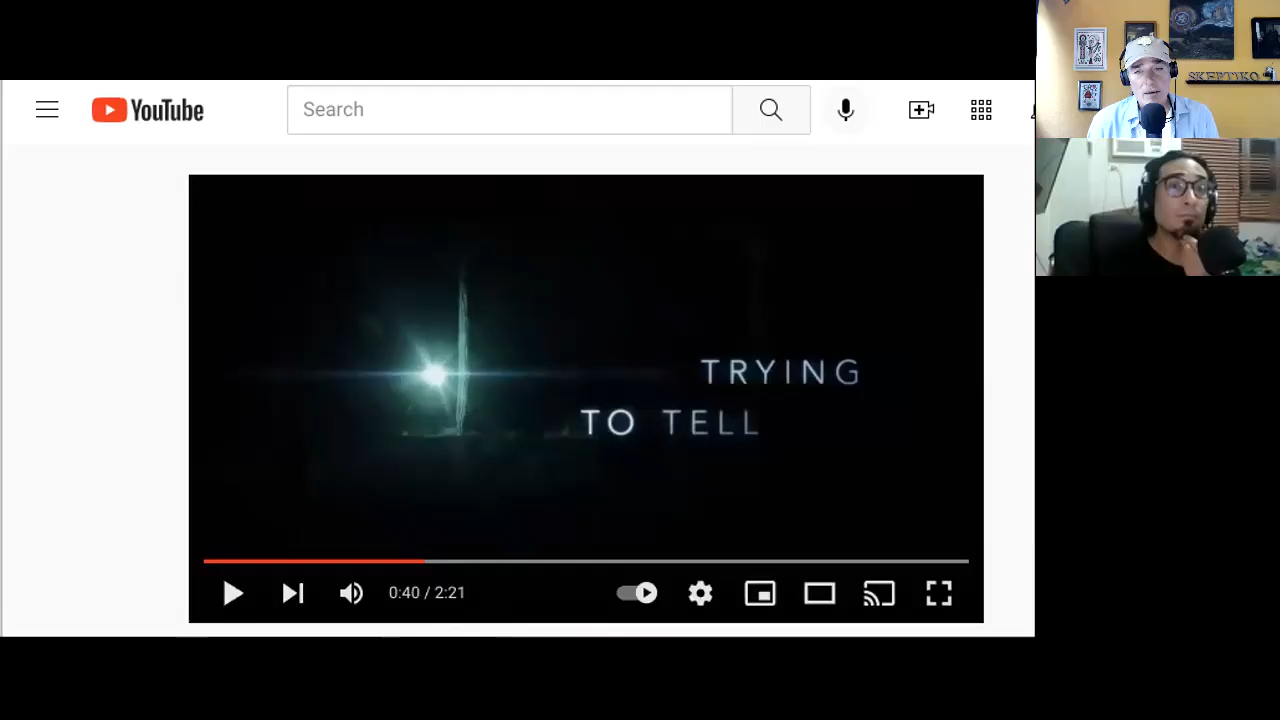 YouTube
Search
SKEPTIKO
TRYING
TO TELL
0:40 / 2:21